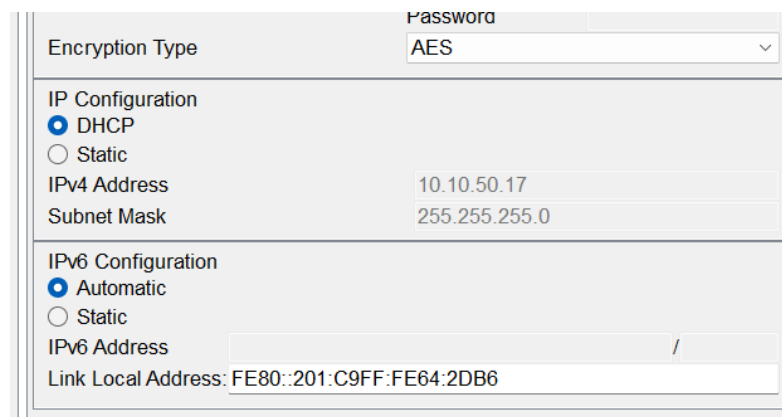 Password
Encryption Type AES
IP Configuration
DHCP
Static
IPv4 Address 10.10.50.17
Subnet Mask 255.255.255.0
IPv6 Configuration
Automatic
Static
IPv6 Address /
Link Local Address: FE80::201:C9FF:FE64:2DB6